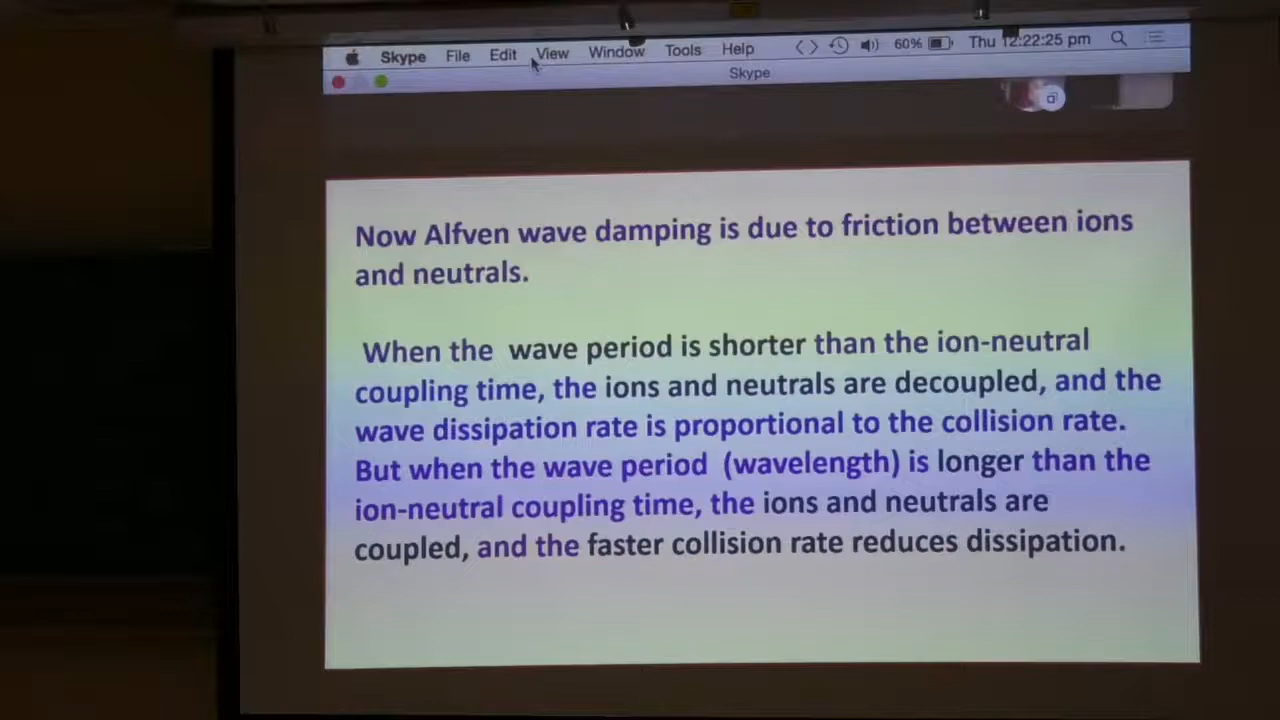 Skype File Edit View Window Tools Help 60% Thu 12:22:25 pm
Skype
Now Alfven wave damping is due to friction between ions
and neutrals.
When the wave period is shorter than the ion-neutral
coupling time, the ions and neutrals are decoupled, and the
wave dissipation rate is proportional to the collision rate.
But when the wave period (wavelength) is longer than the
ion-neutral coupling time, the ions and neutrals are
coupled, and the faster collision rate reduces dissipation.